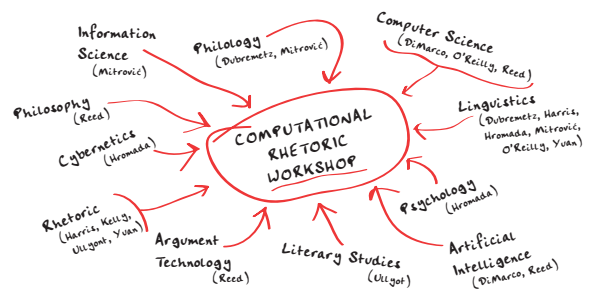 Information
Science
(Mitrović)
Philology
(Dubremetz, Mitrović)
Computer Science
(DiMarco, O'Reilly, Reed)
Philosophy
(Reed)
Linguistics
(Dubremetz, Harris,
Hromada, Mitrović,
O'Reilly, Yuan)
COMPUTATIONAL
RHETORIC
WORKSHOP
Cybernetics
(Hromada)
Psychology
(Hromada)
Rhetoric
(Harris, Kelly,
Ullyont, Yuan)
Argument
Technology
(Reed)
Literary Studies
(Ullyot)
Artificial
Intelligence
(DiMarco, Reed)